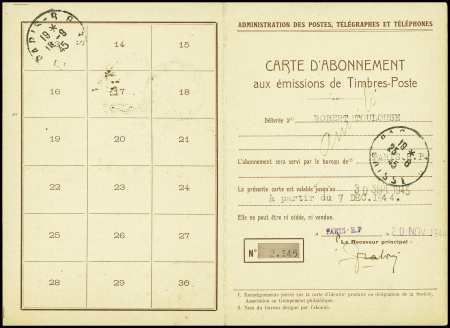 14 15
16 17 18
19 20 21
22 23 24
25 26 27
28 29 30
ADMINISTRATION DES POSTES, TÉLÉGRAPHES ET TÉLÉPHONES
CARTE D'ABONNEMENT
aux émissions de Timbres-Poste
Délivrée à ROBERT TOULOUSE
L'abonnement sera servi par le bureau de PARIS R.P.
La présente carte est valable jusqu'au 30 1945
à partir du 7 DEC.1944.
Elle ne peut être ni cédée, ni vendue.
PARIS-R.P 20 NOV
Le Receveur principal :
N° 2.145
1. Renseignements portés sur la carte d'identité produite ou désignation de la Société, Association ou Groupement philatélique.
2. Nom du bureau désigné par l'abonné.